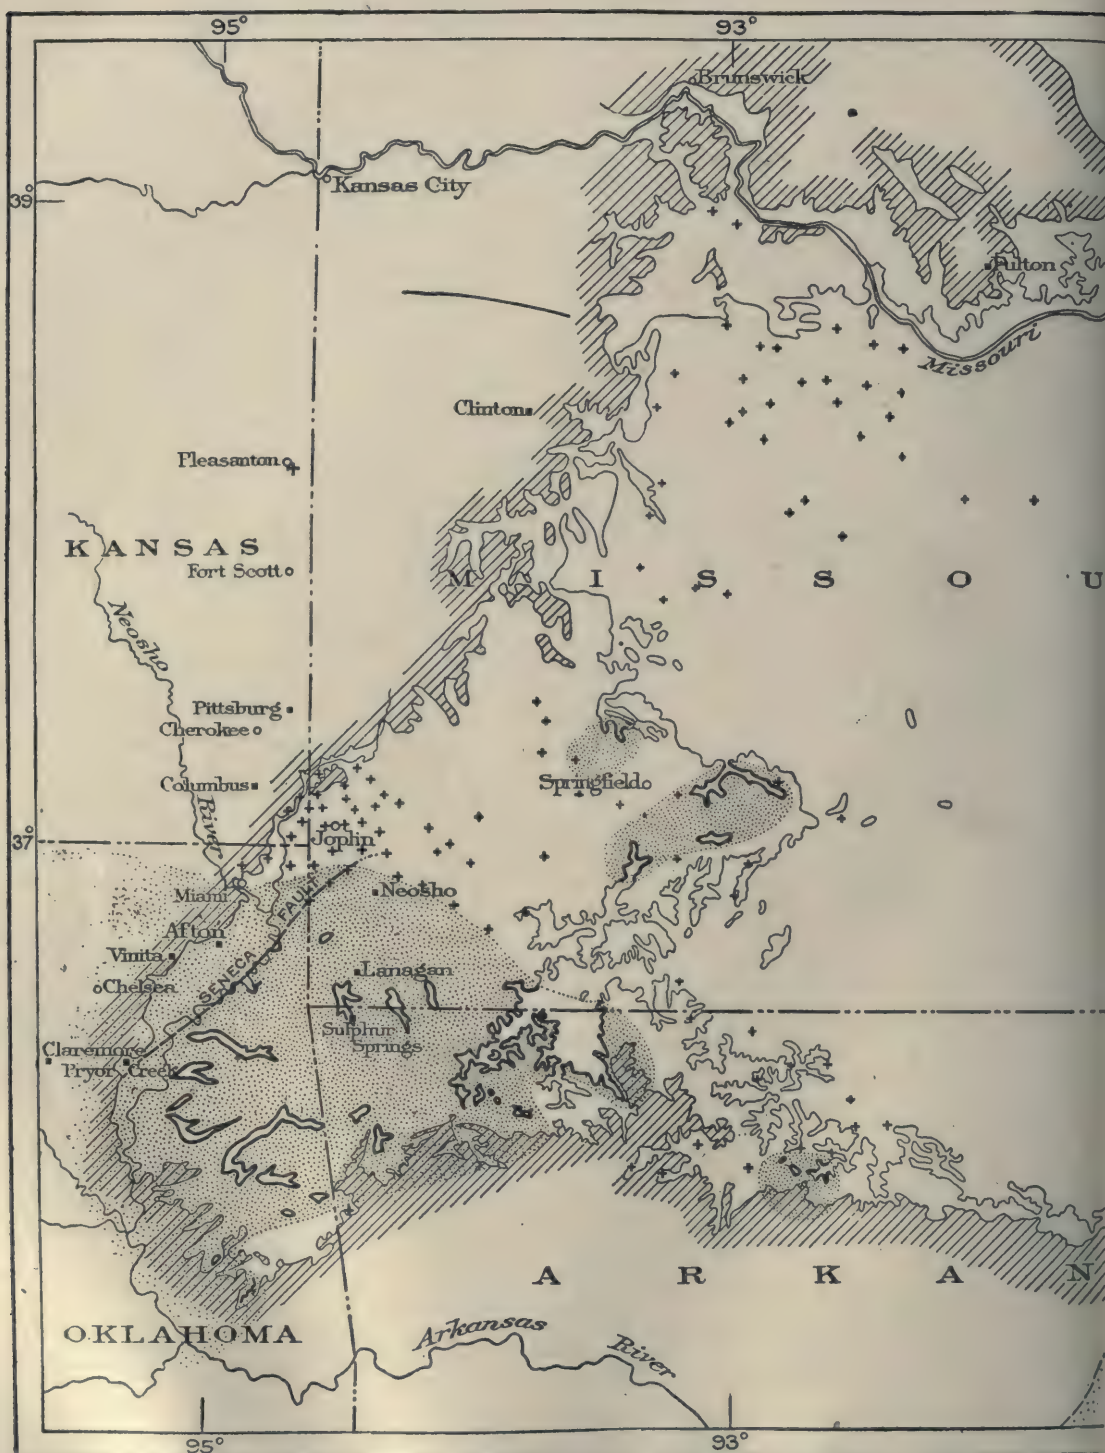 95°
93°
Brunswick
Kansas City
39°
Fulton
Missouri
Clinton
Pleasanton
KANSAS
Fort Scott
MISSOU
Neosho
River
Pittsburg
Cherokee
Columbus
Springfield
37°
Joplin
Miami
Neosho
SENECA FAULT
Afton
Vinita
Lanagan
Chelsea
Sulphur
Springs
Claremore
Pryor Creek
ARKAN
OKLAHOMA
Arkansas
River
95°
93°